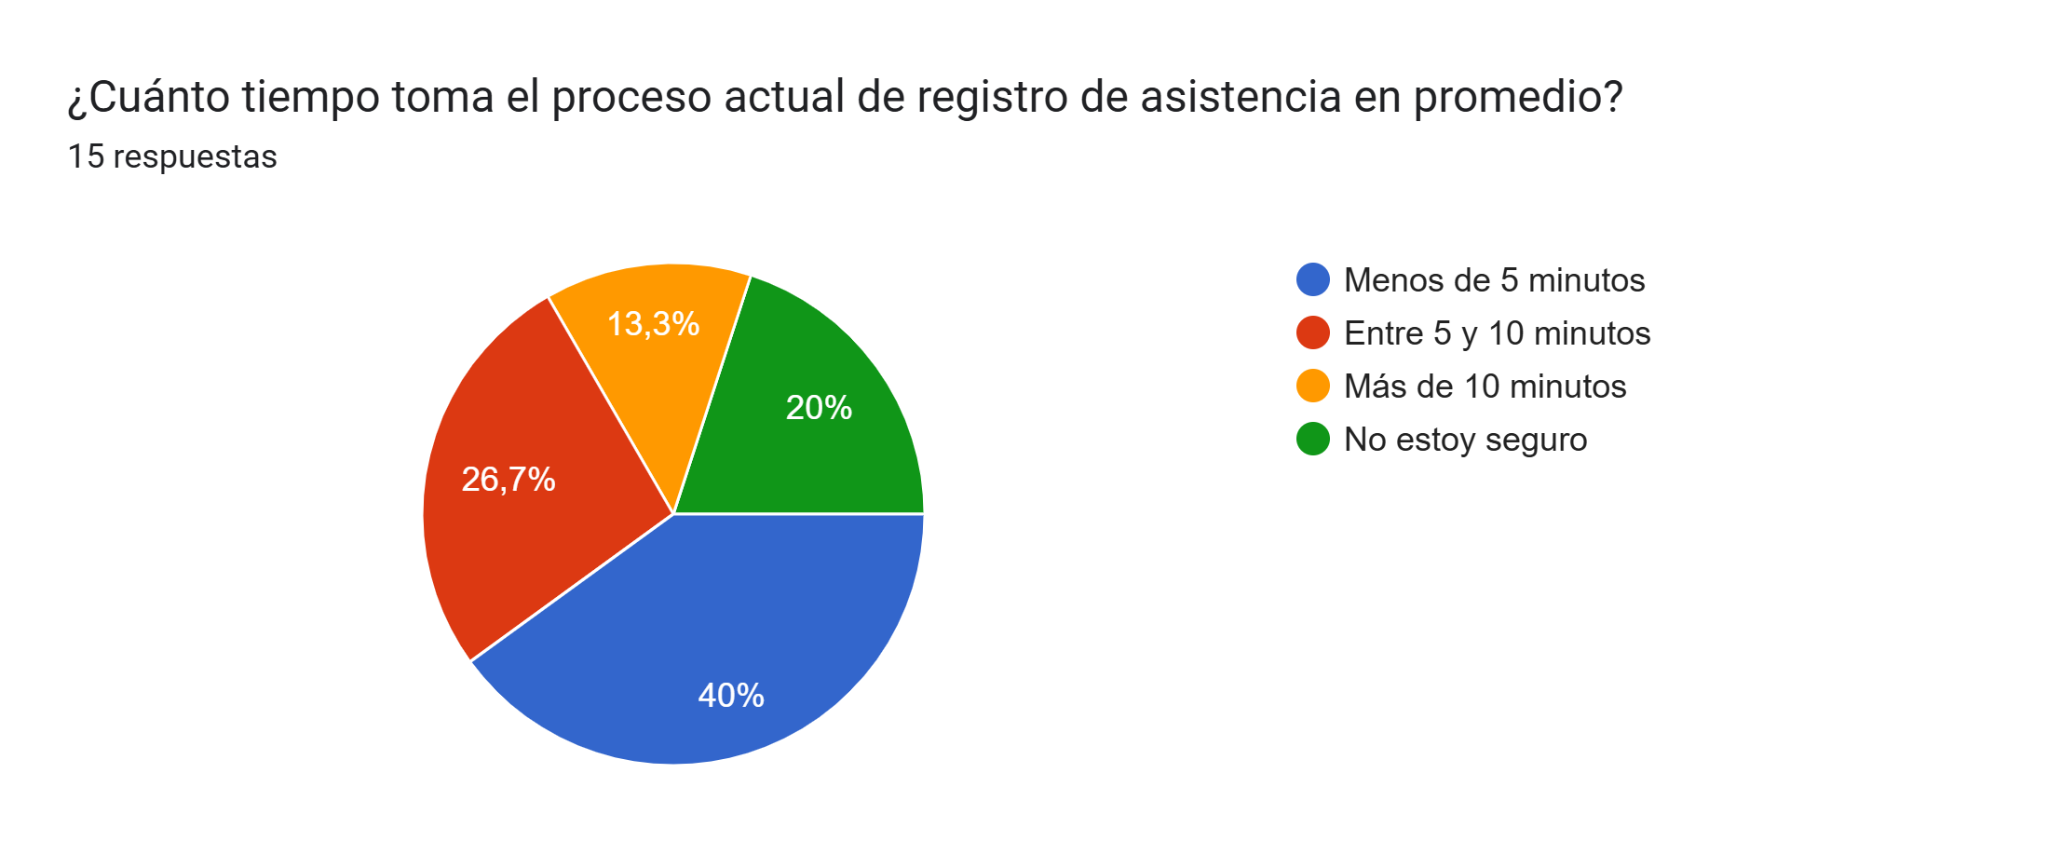 ¿Cuánto tiempo toma el proceso actual de registro de asistencia en promedio?
15 respuestas
Menos de 5 minutos
Entre 5 y 10 minutos
Más de 10 minutos
No estoy seguro
13,3%
20%
26,7%
40%